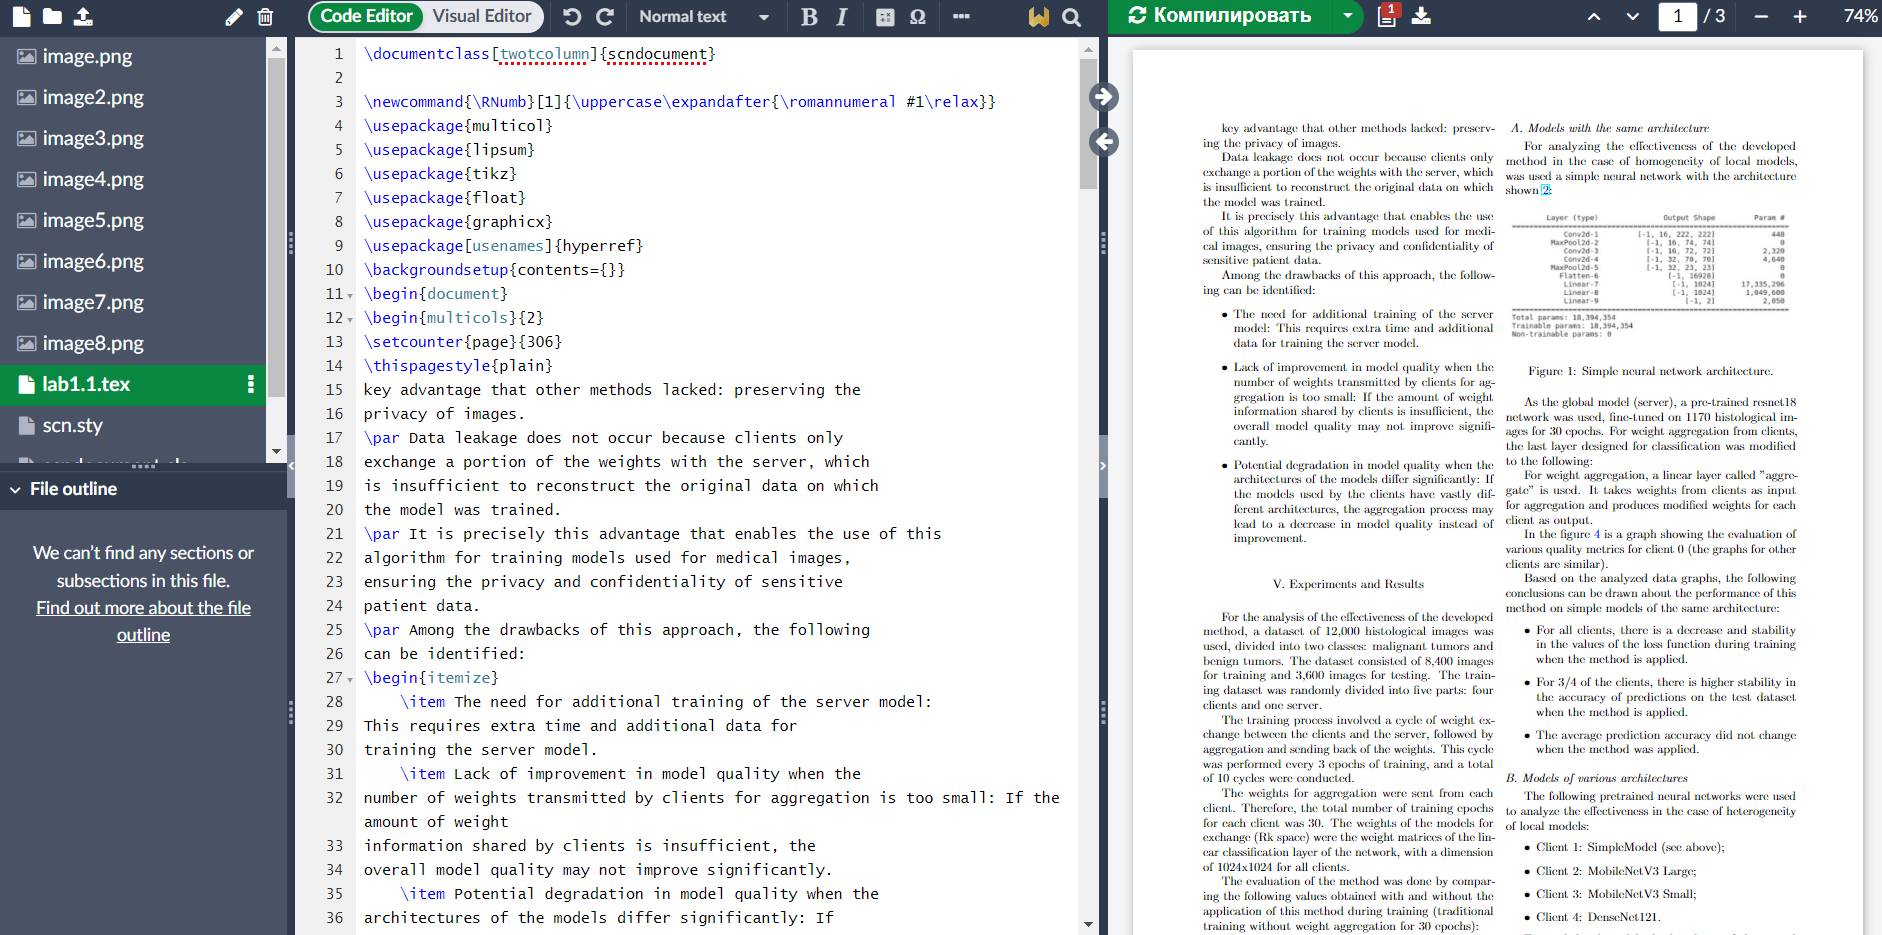 Code Editor
Visual Editor
Normal text
B
I
Ω
Компилировать
1
1
/ 3
74%
image.png
image2.png
image3.png
image4.png
image5.png
image6.png
image7.png
image8.png
lab1.1.tex
scn.sty
File outline
We can't find any sections or
subsections in this file.
Find out more about the file
outline
1 \documentclass[twotcolumn]{scndocument}
2
3 \newcommand{\RNumb}[1]{\uppercase\expandafter{\romannumeral #1\relax}}
4 \usepackage{multicol}
5 \usepackage{lipsum}
6 \usepackage{tikz}
7 \usepackage{float}
8 \usepackage{graphicx}
9 \usepackage[usenames]{hyperref}
10 \backgroundsetup{contents={}}
11 \begin{document}
12 \begin{multicols}{2}
13 \setcounter{page}{306}
14 \thispagestyle{plain}
15 key advantage that other methods lacked: preserving the
16 privacy of images.
17 \par Data leakage does not occur because clients only
18 exchange a portion of the weights with the server, which
19 is insufficient to reconstruct the original data on which
20 the model was trained.
21 \par It is precisely this advantage that enables the use of this
22 algorithm for training models used for medical images,
23 ensuring the privacy and confidentiality of sensitive
24 patient data.
25 \par Among the drawbacks of this approach, the following
26 can be identified:
27 \begin{itemize}
28 \item The need for additional training of the server model:
29 This requires extra time and additional data for
30 training the server model.
31 \item Lack of improvement in model quality when the
32 number of weights transmitted by clients for aggregation is too small: If the
amount of weight
33 information shared by clients is insufficient, the
34 overall model quality may not improve significantly.
35 \item Potential degradation in model quality when the
36 architectures of the models differ significantly: If
key advantage that other methods lacked: preserv-
ing the privacy of images.
Data leakage does not occur because clients only
exchange a portion of the weights with the server, which
is insufficient to reconstruct the original data on which
the model was trained.
It is precisely this advantage that enables the use
of this algorithm for training models used for medi-
cal images, ensuring the privacy and confidentiality of
sensitive patient data.
Among the drawbacks of this approach, the follow-
ing can be identified:
• The need for additional training of the server
model: This requires extra time and additional
data for training the server model.
• Lack of improvement in model quality when the
number of weights transmitted by clients for ag-
gregation is too small: If the amount of weight
information shared by clients is insufficient, the
overall model quality may not improve signifi-
cantly.
• Potential degradation in model quality when the
architectures of the models differ significantly: If
the models used by the clients have vastly dif-
ferent architectures, the aggregation process may
lead to a decrease in model quality instead of
improvement.
V. Experiments and Results
For the analysis of the effectiveness of the developed
method, a dataset of 12,000 histological images was
used, divided into two classes: malignant tumors and
benign tumors. The dataset consisted of 8,400 images
for training and 3,600 images for testing. The train-
ing dataset was randomly divided into five parts: four
clients and one server.
The training process involved a cycle of weight ex-
change between the clients and the server, followed by
aggregation and sending back of the weights. This cycle
was performed every 3 epochs of training, and a total
of 10 cycles were conducted.
The weights for aggregation were sent from each
client. Therefore, the total number of training epochs
for each client was 30. The weights of the models for
exchange (Rk space) were the weight matrices of the lin-
ear classification layer of the network, with a dimension
of 1024x1024 for all clients.
The evaluation of the method was done by compar-
ing the following values obtained with and without the
application of this method during training (traditional
training without weight aggregation for 30 epochs):
A. Models with the same architecture
For analyzing the effectiveness of the developed
method in the case of homogeneity of local models,
was used a simple neural network with the architecture
shown 2:
Layer (type) Output Shape Param #
Conv2d-1 [-1, 16, 222, 222] 448
MaxPool2d-2 [-1, 16, 74, 74] 0
Conv2d-3 [-1, 16, 72, 72] 2,320
Conv2d-4 [-1, 32, 70, 70] 4,640
MaxPool2d-5 [-1, 32, 23, 23] 0
Flatten-6 [-1, 16928] 0
Linear-7 [-1, 1024] 17,335,296
Linear-8 [-1, 1024] 1,049,600
Linear-9 [-1, 2] 2,050
Total params: 18,394,354
Trainable params: 18,394,354
Non-trainable params: 0
Figure 1: Simple neural network architecture.
As the global model (server), a pre-trained resnet18
network was used, fine-tuned on 1170 histological im-
ages for 30 epochs. For weight aggregation from clients,
the last layer designed for classification was modified
to the following:
For weight aggregation, a linear layer called "aggre-
gate" is used. It takes weights from clients as input
for aggregation and produces modified weights for each
client as output.
In the figure 4 is a graph showing the evaluation of
various quality metrics for client 0 (the graphs for other
clients are similar).
Based on the analyzed data graphs, the following
conclusions can be drawn about the performance of this
method on simple models of the same architecture:
• For all clients, there is a decrease and stability
in the values of the loss function during training
when the method is applied.
• For 3/4 of the clients, there is higher stability in
the accuracy of predictions on the test dataset
when the method is applied.
• The average prediction accuracy did not change
when the method was applied.
B. Models of various architectures
The following pretrained neural networks were used
to analyze the effectiveness in the case of heterogeneity
of local models:
• Client 1: SimpleModel (see above);
• Client 2: MobileNetV3 Large;
• Client 3: MobileNetV3 Small;
• Client 4: DenseNet121.